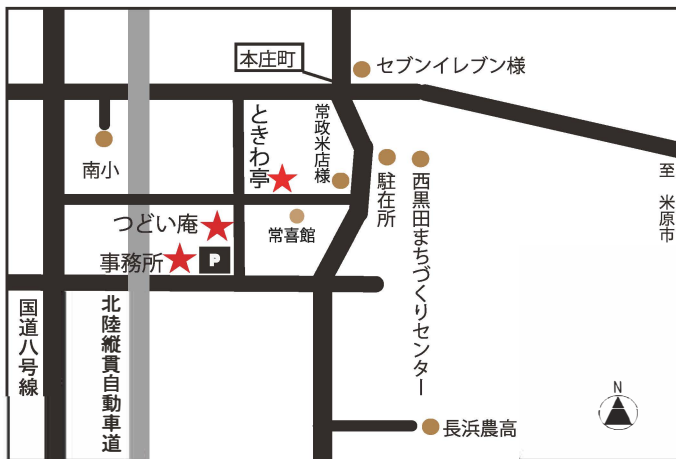 本庄町
セブンイレブン様
ときわ亭
常政米店様
南小
駐在所
西黒田まちづくりセンター
至 米原市
つどい庵
常喜館
事務所
P
国道八号線
北陸縦貫自動車道
N
長浜農高